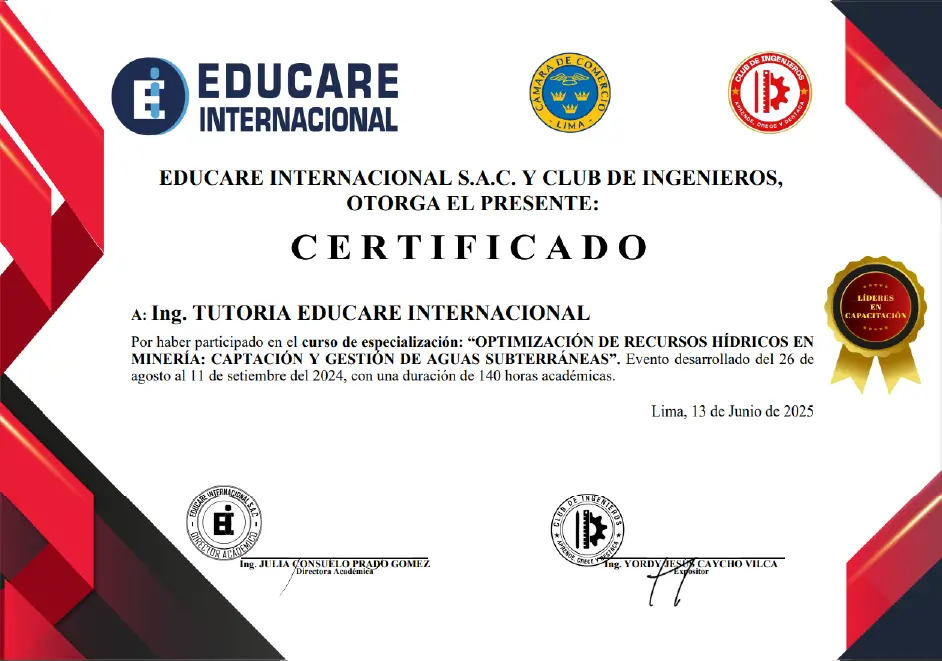 EDUCARE
INTERNACIONAL
CÁMARA DE COMERCIO
- LIMA -
CLUB DE INGENIEROS
APRENDE, CRECE Y DESTACA
EDUCARE INTERNACIONAL S.A.C. Y CLUB DE INGENIEROS,
OTORGA EL PRESENTE:
CERTIFICADO
A: Ing. TUTORIA EDUCARE INTERNACIONAL
Por haber participado en el curso de especialización: “OPTIMIZACIÓN DE RECURSOS HÍDRICOS EN
MINERÍA: CAPTACIÓN Y GESTIÓN DE AGUAS SUBTERRÁNEAS”. Evento desarrollado del 26 de
agosto al 11 de setiembre del 2024, con una duración de 140 horas académicas.
LÍDERES
EN
CAPACITACIÓN
Lima, 13 de Junio de 2025
EDUCARE INTERNACIONAL S.A.C.
DIRECTOR ACADÉMICO
Ing. JULIA CONSUELO PRADO GOMEZ
Directora Académica
CLUB DE INGENIEROS
APRENDE, CRECE Y DESTACA
Ing. YORDY JESÚS CAYCHO VILCA
Expositor